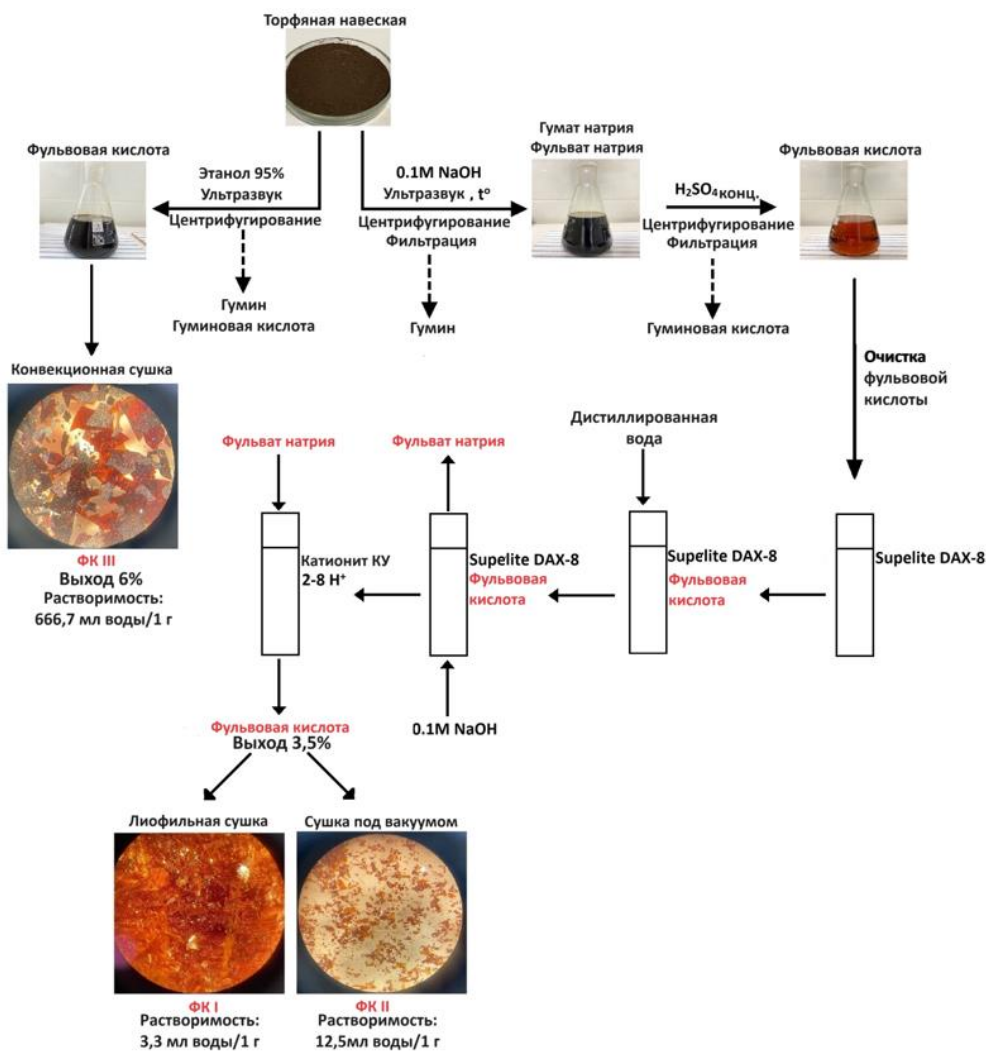 Торфяная навеская
Фульвовая кислота
Этанол 95%
Ультразвук
Центрифугирование
Гумин
Гуминовая кислота
0.1M NaOH
Ультразвук , tº
Центрифугирование
Фильтрация
Гумин
Гумат натрия
Фульват натрия
H₂SO₄ конц.
Центрифугирование
Фильтрация
Гуминовая кислота
Фульвовая кислота
Очистка
фульвовой
кислоты
Конвекционная сушка
ФК III
Выход 6%
Растворимость:
666,7 мл воды/1 г
Supelite DAX-8
Дистиллированная
вода
Supelite DAX-8
Фульвовая
кислота
Фульват натрия
Supelite DAX-8
Фульвовая
кислота
0.1M NaOH
Фульват натрия
Катионит КУ
2-8 H⁺
Фульвовая кислота
Выход 3,5%
Лиофильная сушка
ФК I
Растворимость:
3,3 мл воды/1 г
Сушка под вакуумом
ФК II
Растворимость:
12,5мл воды/1 г